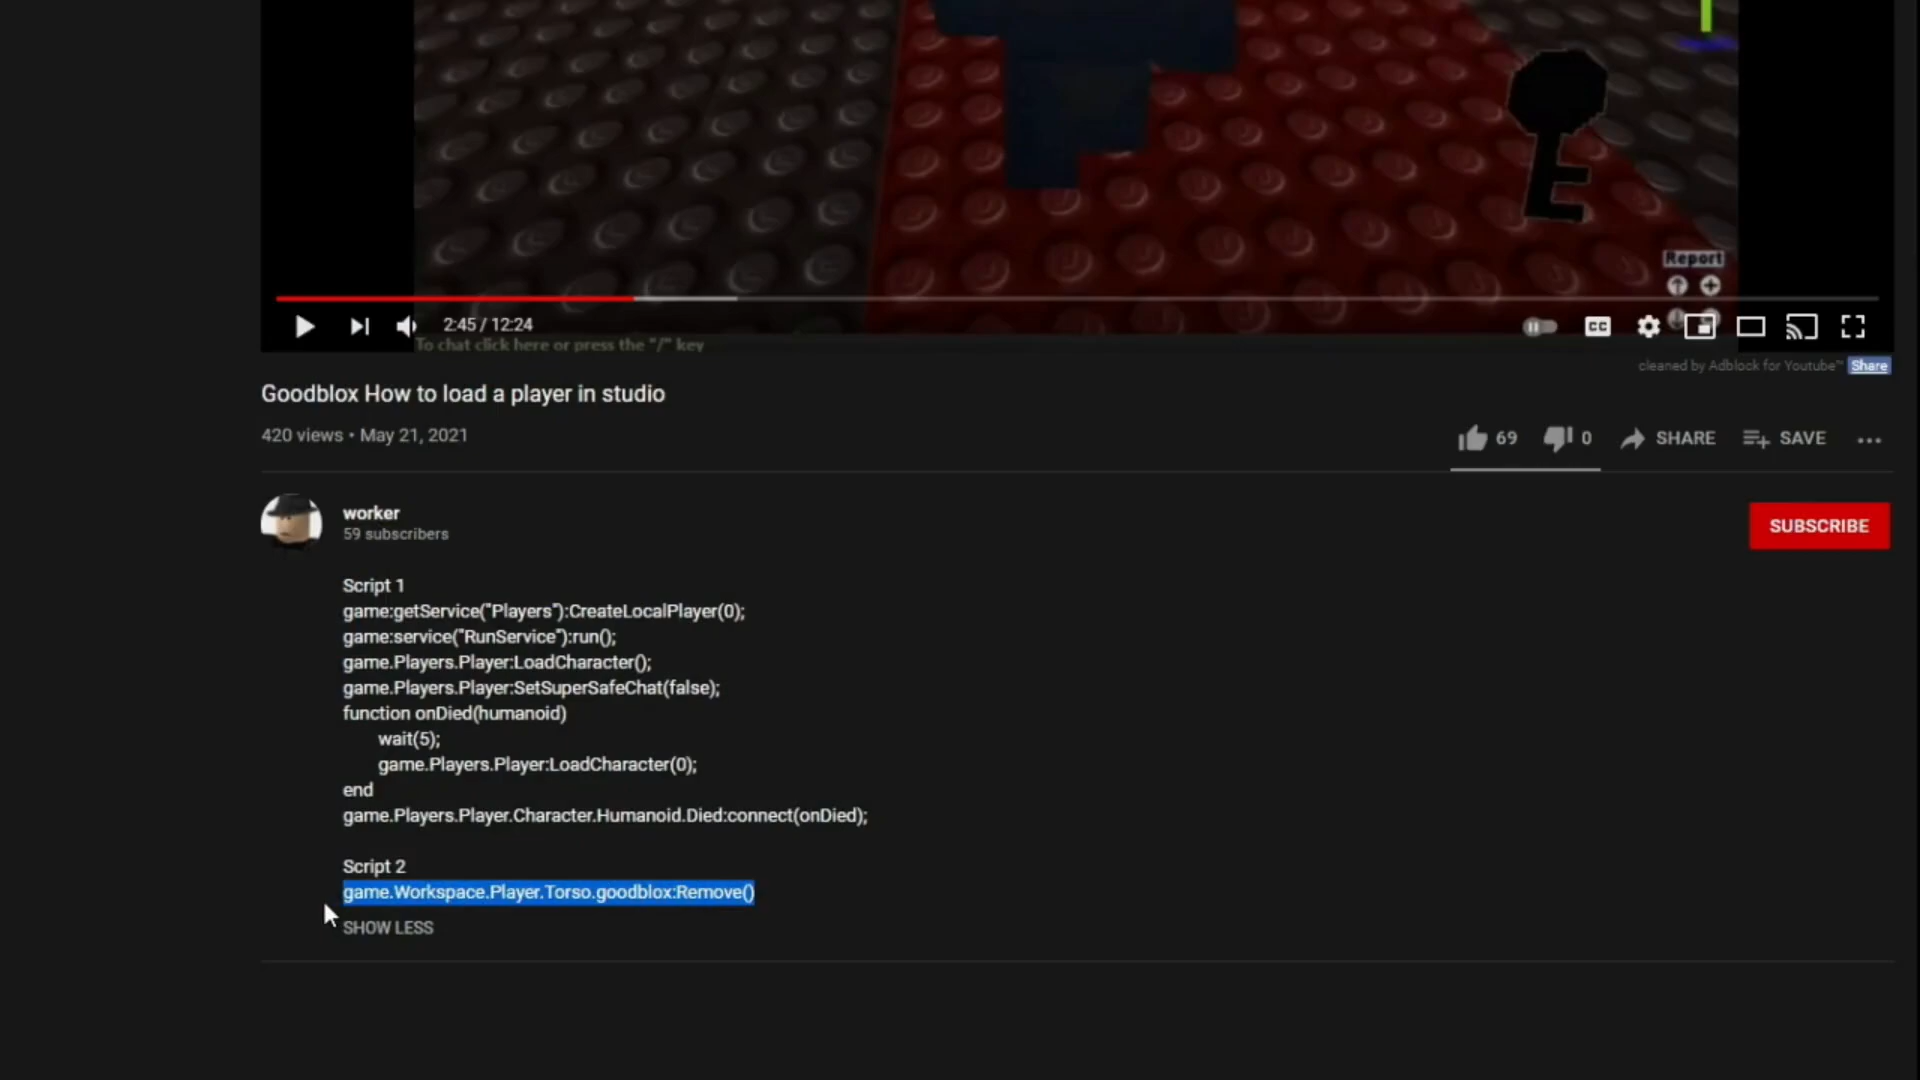 Report
2:45 / 12:24
CC
To chat click here or press the "/" key
cleaned by Adblock for Youtube™ Share
Goodblox How to load a player in studio
420 views • May 21, 2021
69 0 SHARE SAVE
worker
59 subscribers
SUBSCRIBE
Script 1
game:getService("Players"):CreateLocalPlayer(0);
game:service("RunService"):run();
game.Players.Player:LoadCharacter();
game.Players.Player:SetSuperSafeChat(false);
function onDied(humanoid)
wait(5);
game.Players.Player:LoadCharacter(0);
end
game.Players.Player.Character.Humanoid.Died:connect(onDied);
Script 2
game.Workspace.Player.Torso.goodblox:Remove()
SHOW LESS